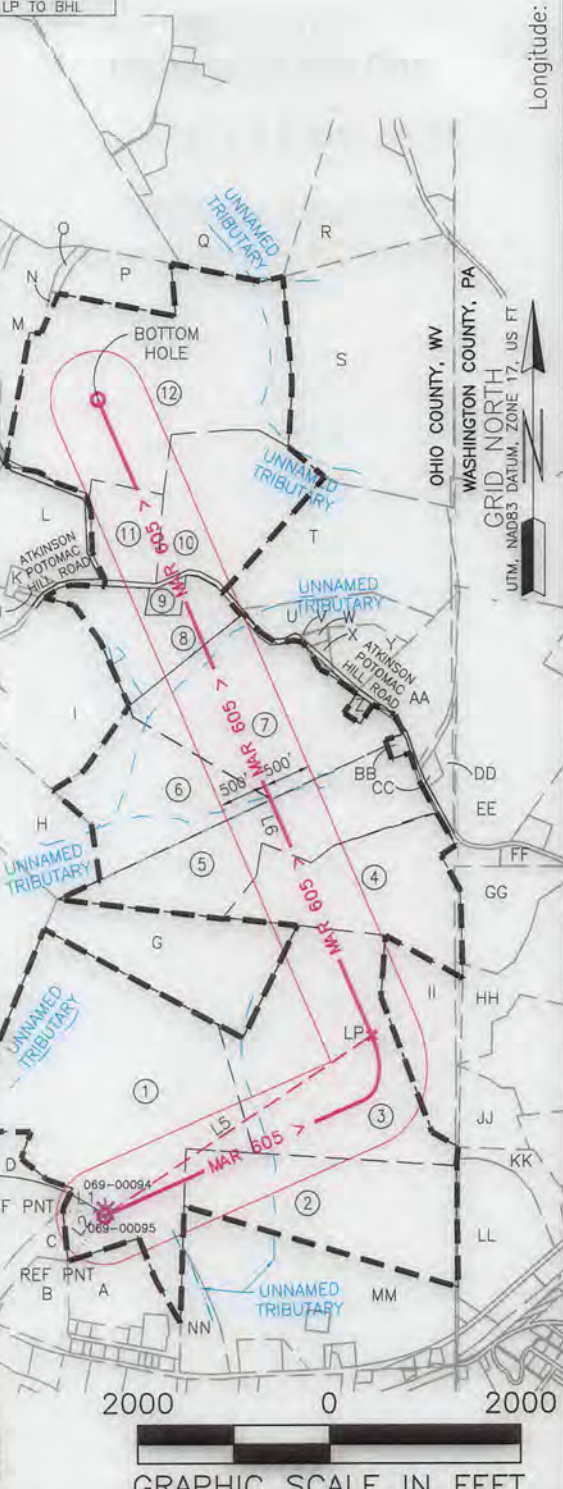 LP TO BHL
Longitude:
UNNAMED
TRIBUTARY
Q
R
O
N
P
M
BOTTOM
HOLE
12
S
OHIO COUNTY, WV
WASHINGTON COUNTY, PA
GRID NORTH
UTM, NAD83 DATUM, ZONE 17, US FT
UNNAMED
TRIBUTARY
L
11
MAR 605 >
10
T
ATKINSON
POTOMAC
HILL ROAD
K
9
UNNAMED
TRIBUTARY
U
V
W
X
Y
8
ATKINSON
POTOMAC
HILL ROAD
Z
AA
I
MAR 605 >
7
BB
CC
DD
EE
6
MAR 605 >
500'
500'
H
L6
FF
UNNAMED
TRIBUTARY
5
MAR 605 >
4
GG
G
UNNAMED
TRIBUTARY
II
HH
LP
1
L5
3
JJ
MAR 605 >
KK
D
069-00094
L1
F PNT
L2
2
C
069-00095
LL
REF PNT
B
A
UNNAMED
TRIBUTARY
MM
NN
2000
0
2000
GRAPHIC SCALE IN FEET